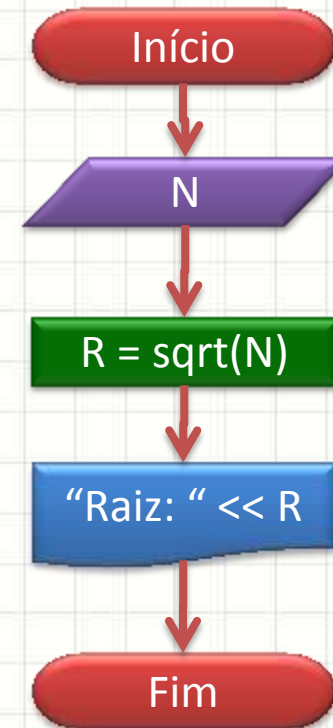 Início
N
R = sqrt(N)
“Raiz: “ << R
Fim